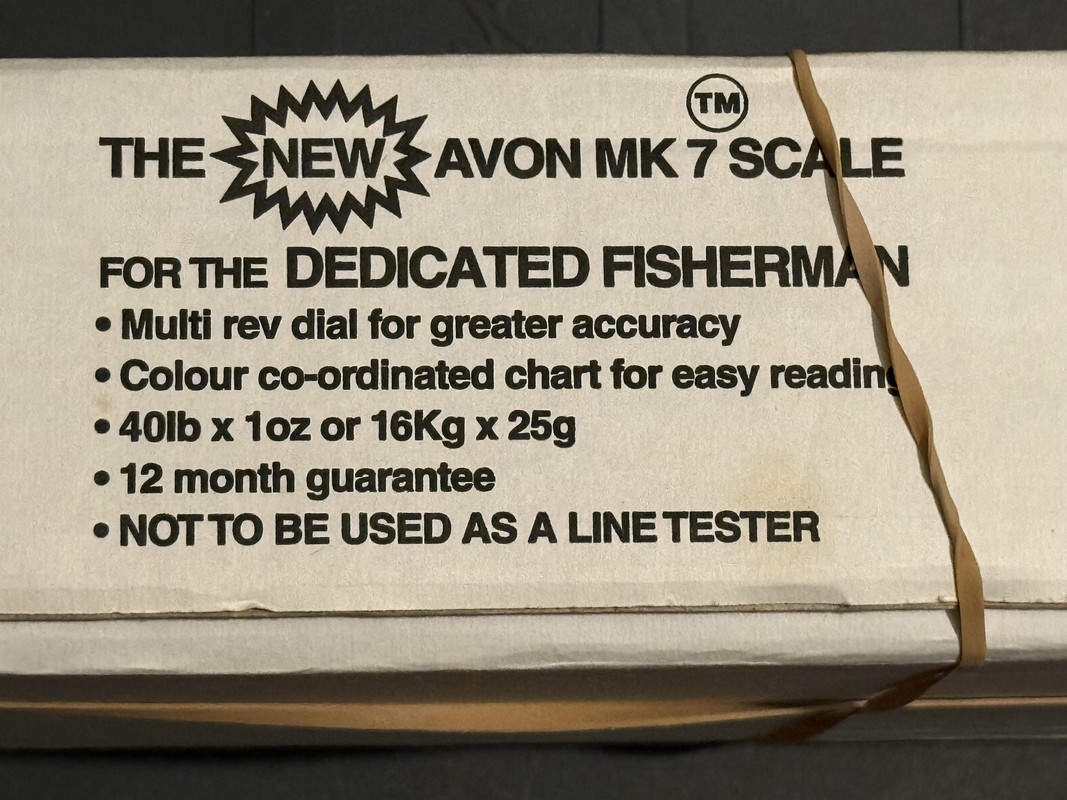 THE NEW AVON MK 7 ™ SCALE
FOR THE DEDICATED FISHERMAN
• Multi rev dial for greater accuracy
• Colour co-ordinated chart for easy reading
• 40lb x 1oz or 16Kg x 25g
• 12 month guarantee
• NOT TO BE USED AS A LINE TESTER